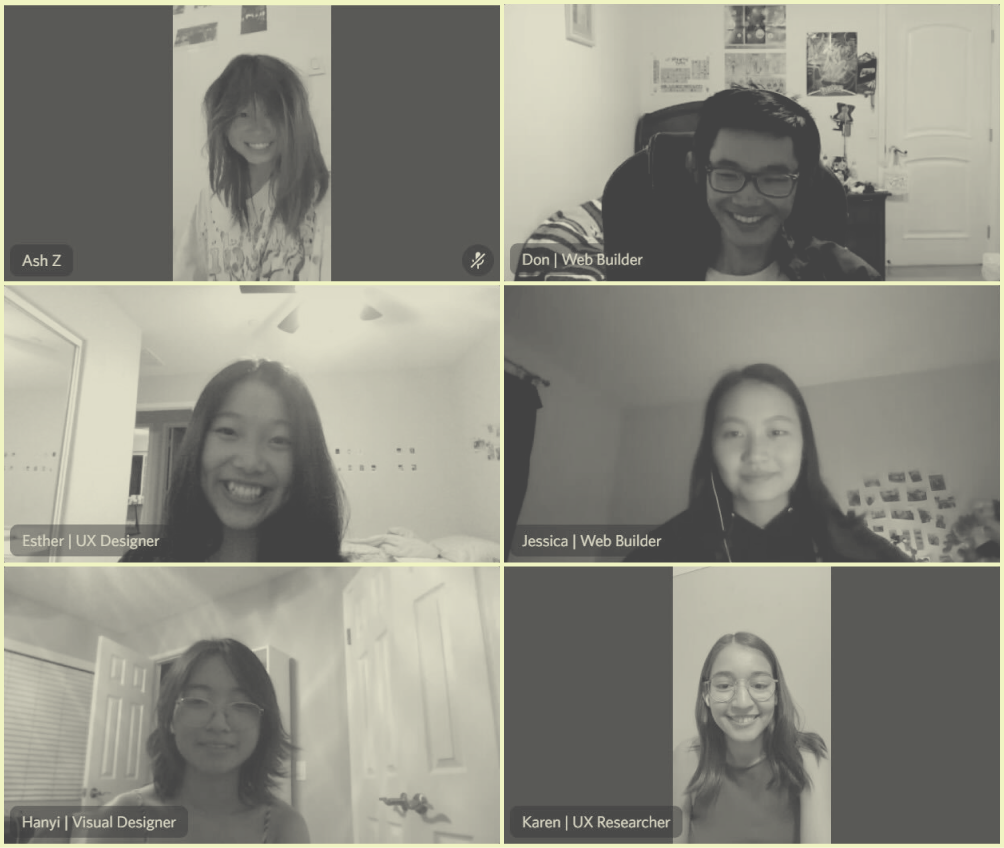 Ash Z
Don | Web Builder
Esther | UX Designer
Jessica | Web Builder
Hanyi | Visual Designer
Karen | UX Researcher